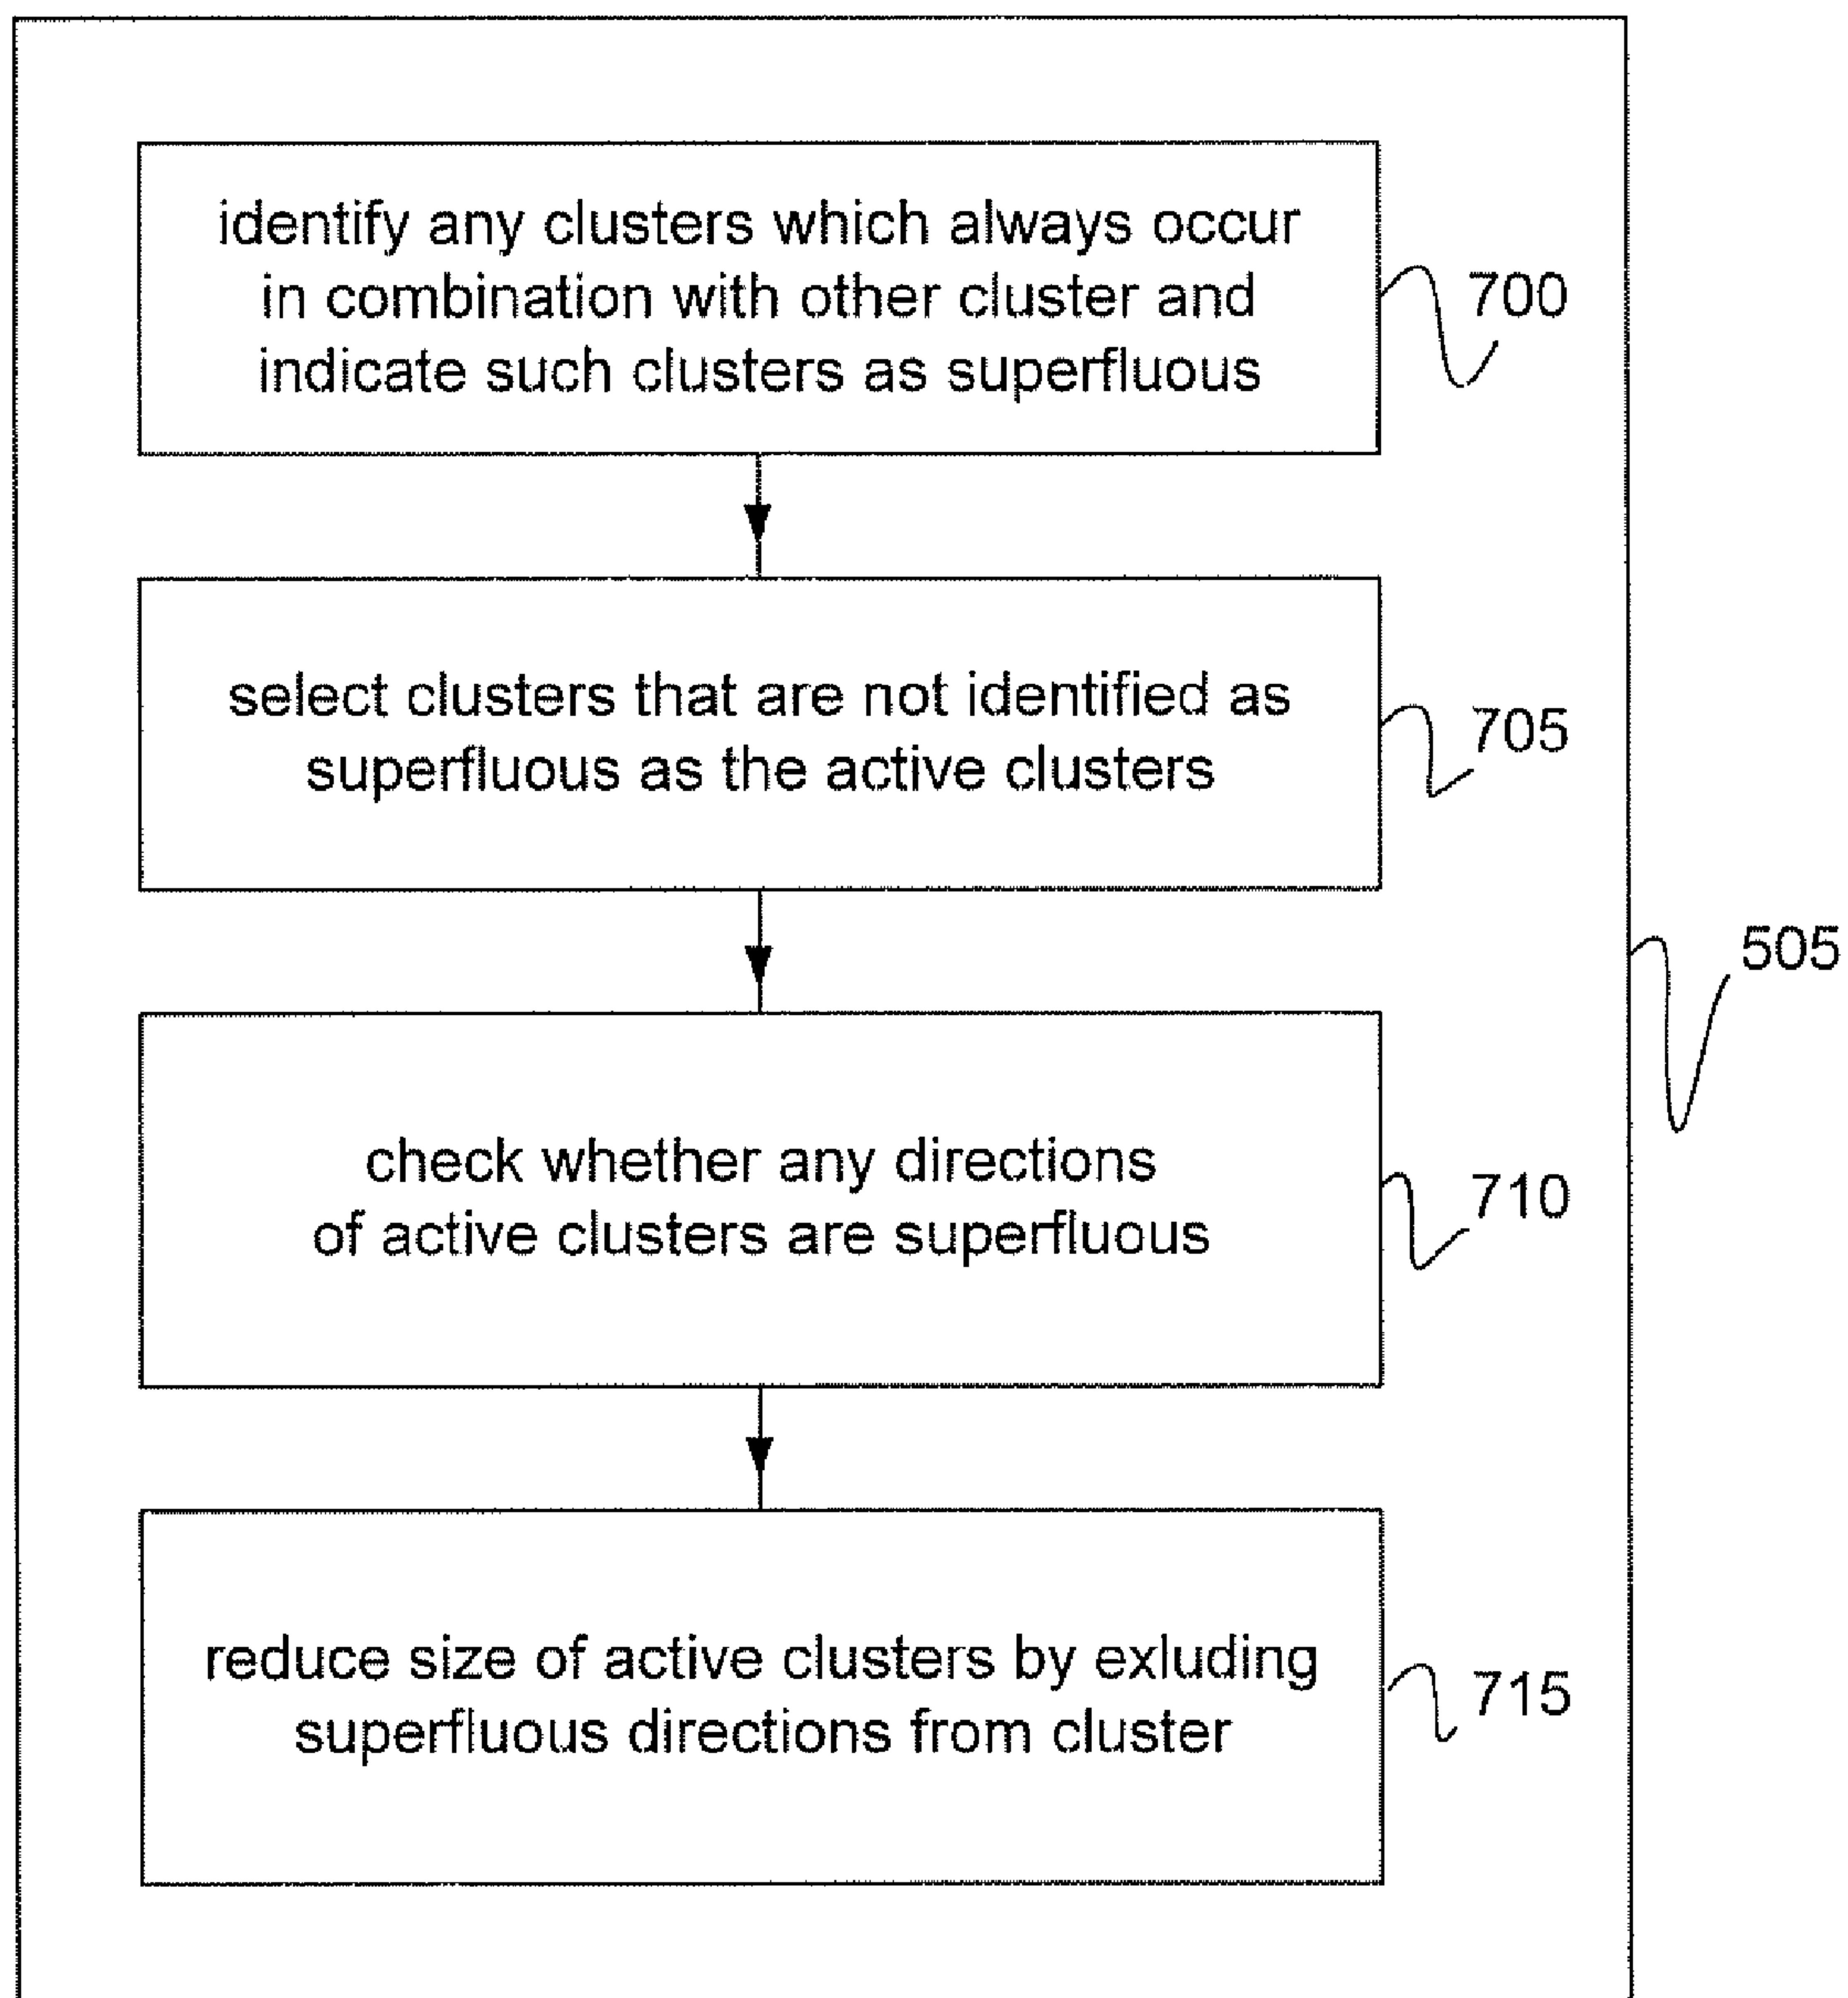 identify any clusters which always occur
in combination with other cluster and
indicate such clusters as superfluous
700
select clusters that are not identified as
superfluous as the active clusters
705
505
check whether any directions
of active clusters are superfluous
710
reduce size of active clusters by exluding
superfluous directions from cluster
715